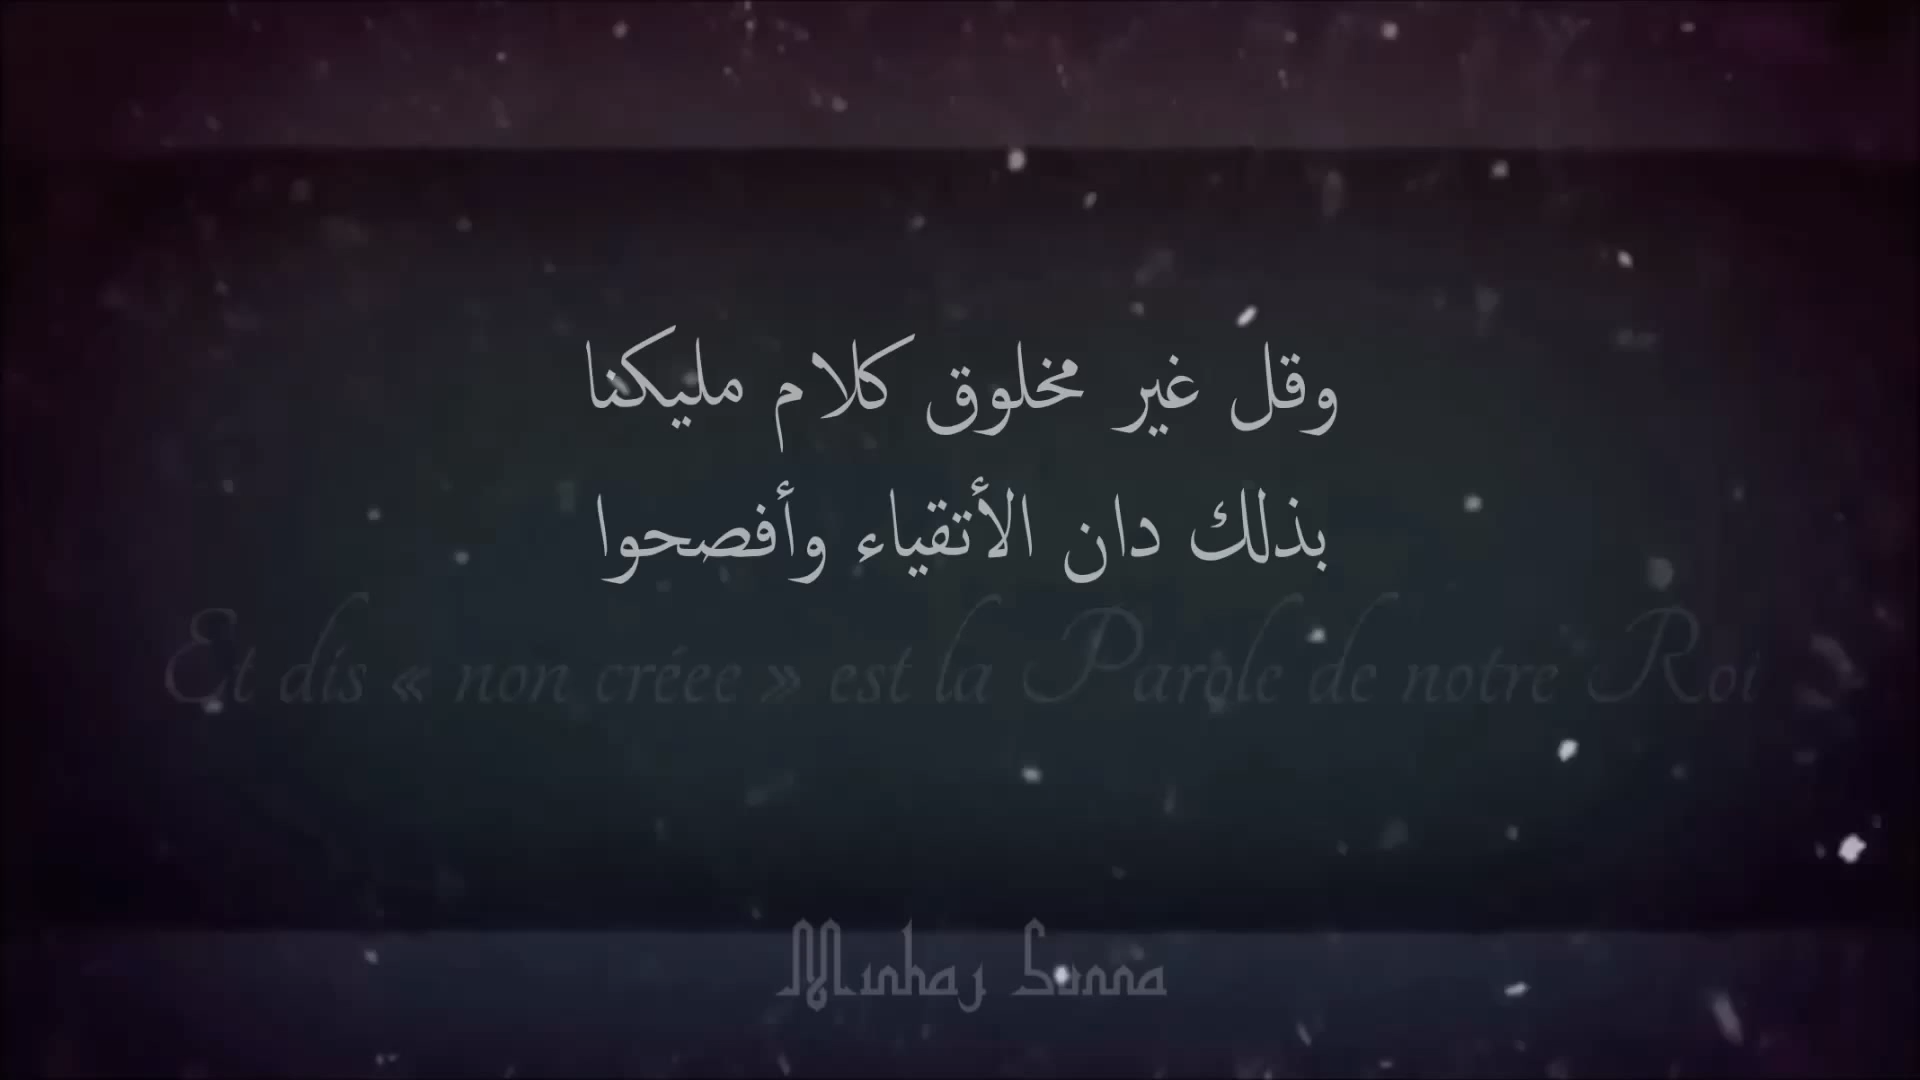 وقل غير مخلوق كلام مليكنا
بذلك دان الأتقياء وأفصحوا
Et dis « non créee » est la Parole de notre Roi
Minhaj Sunna